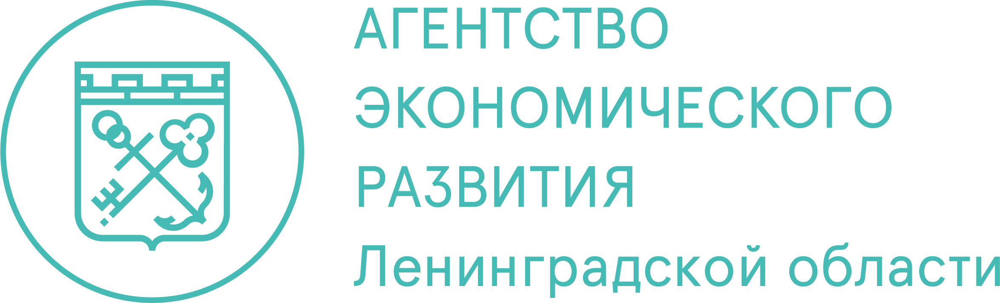 АГЕНТСТВО
ЭКОНОМИЧЕСКОГО
РАЗВИТИЯ
Ленинградской области